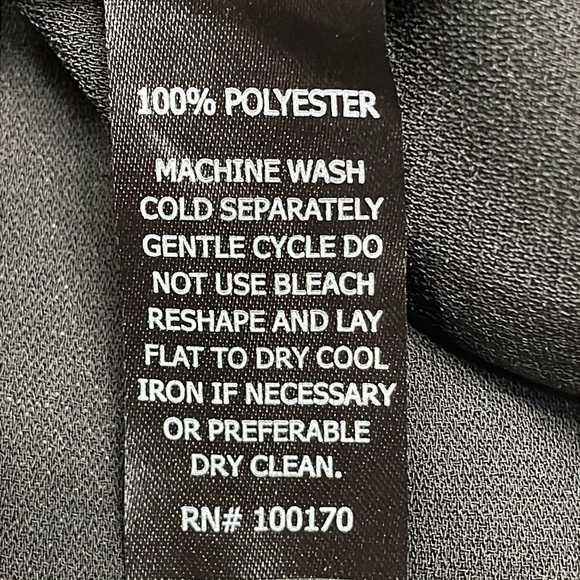 100% POLYESTER
MACHINE WASH
COLD SEPARATELY
GENTLE CYCLE DO
NOT USE BLEACH
RESHAPE AND LAY
FLAT TO DRY COOL
IRON IF NECESSARY
OR PREFERABLE
DRY CLEAN.
RN# 100170